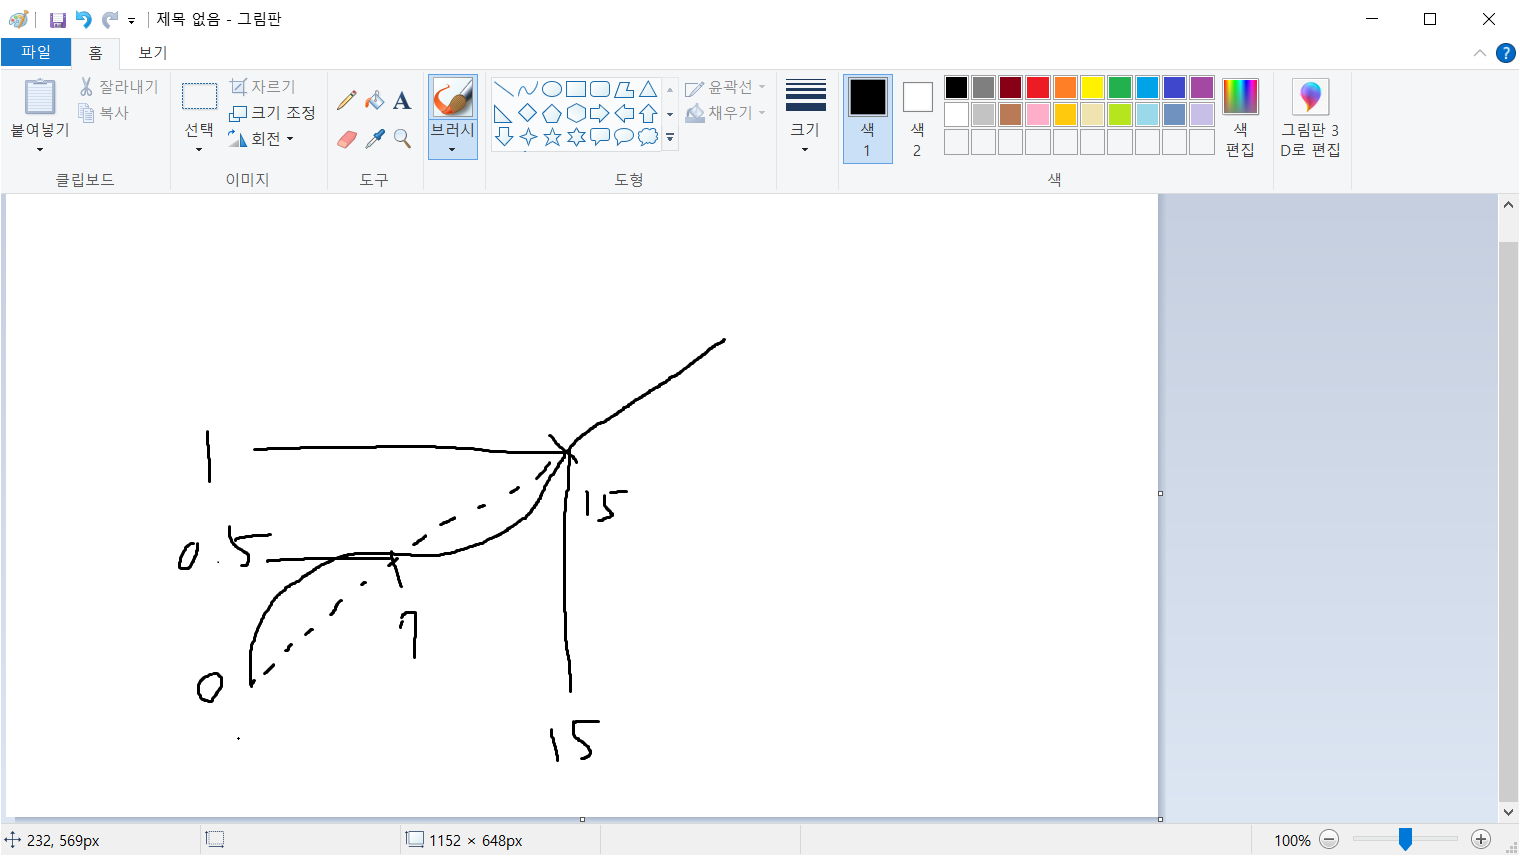 제목 없음 - 그림판
파일 홈 보기
붙여넣기
잘라내기
복사
클립보드
선택
자르기
크기 조정
회전
이미지
A
도구
브러시
윤곽선
채우기
도형
크기
색
1
색
2
색
편집
색
그림판 3
D로 편집
?
1
15
0.5
7
0
15
232, 569px
1152 × 648px
100%